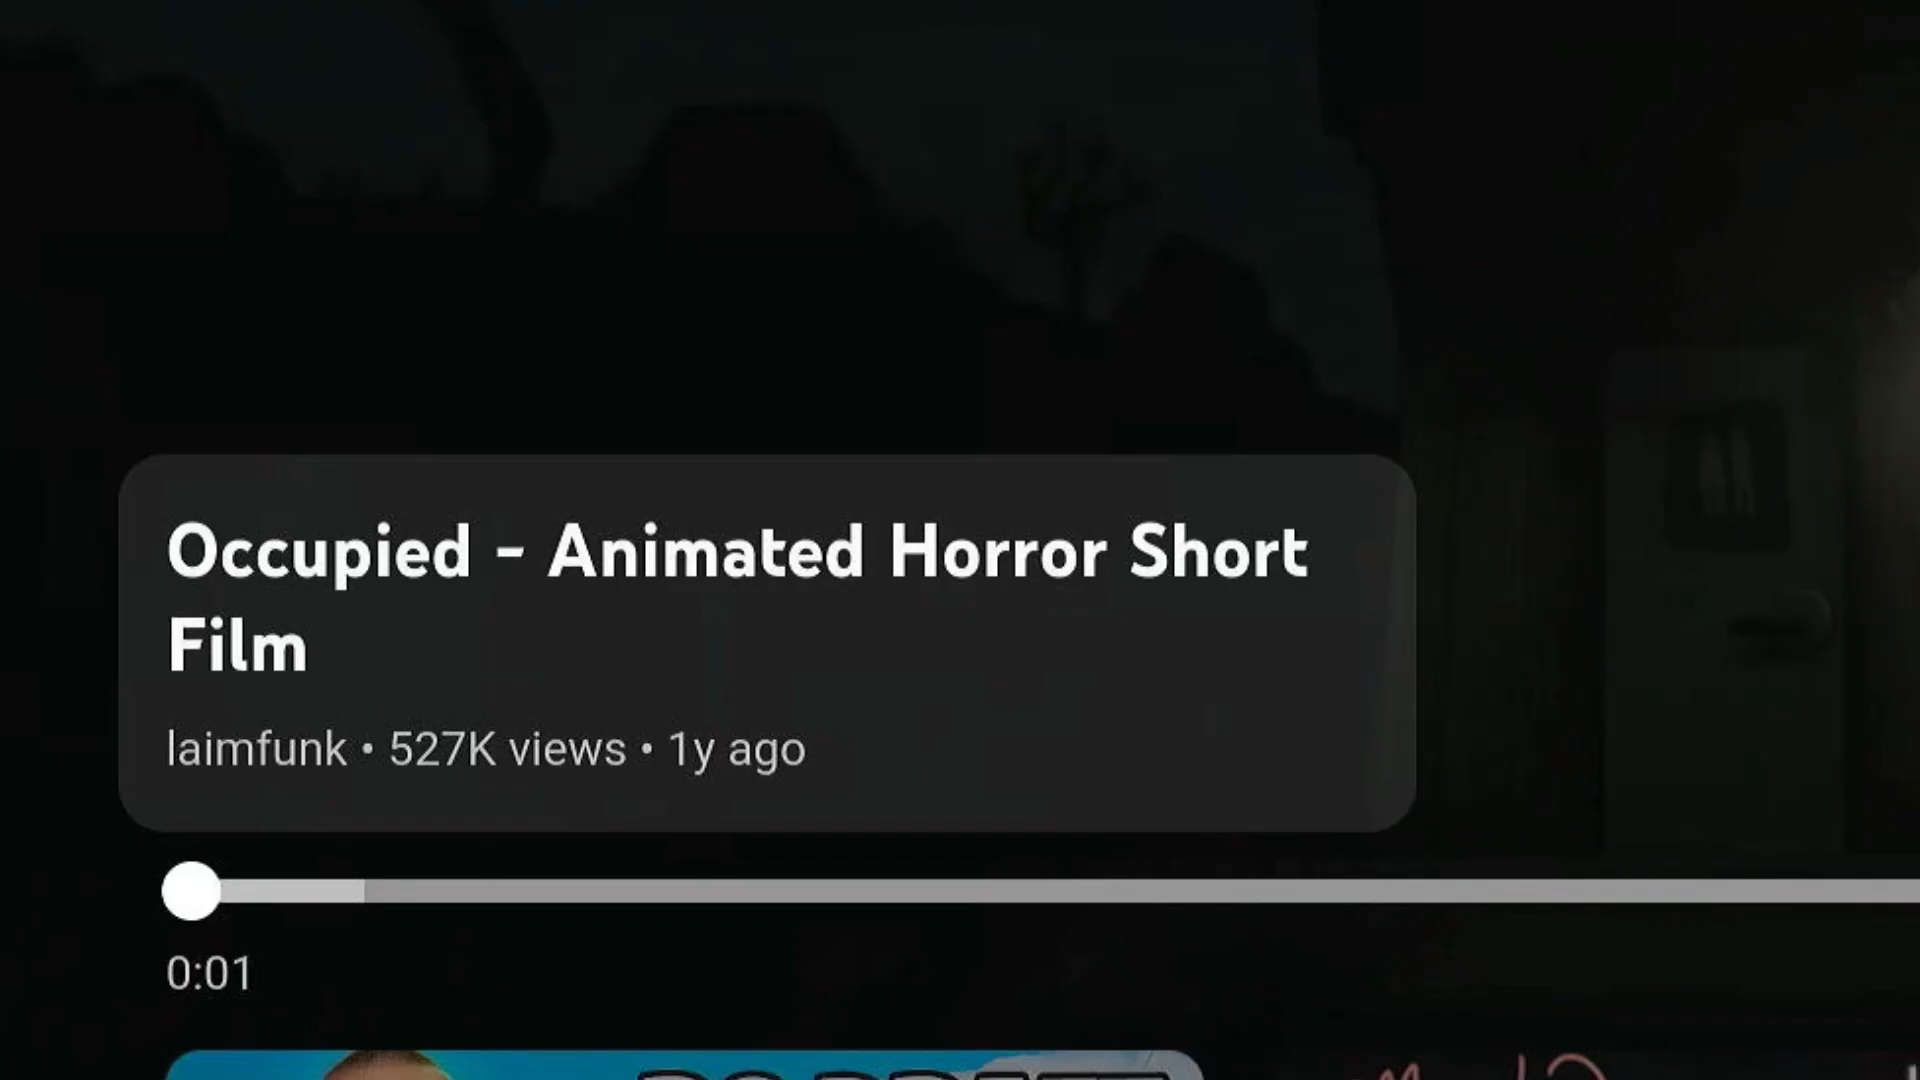 Occupied - Animated Horror Short
Film
laimfunk • 527K views • 1y ago
0:01